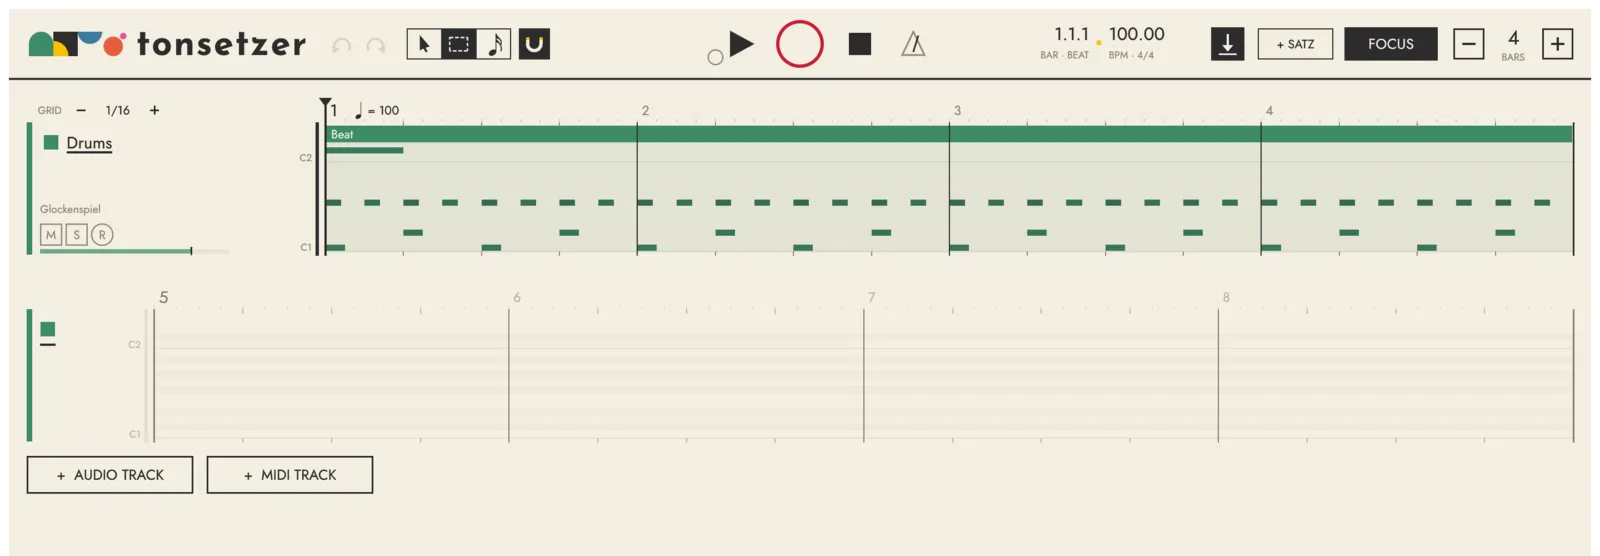 tonsetzer
1.1.1 100.00
BAR · BEAT BPM · 4/4
+ SATZ
FOCUS
4
BARS
GRID − 1/16 +
1 ♩ = 100 2 3 4
Drums
Beat
C2
Glockenspiel
M S R
C1
5 6 7 8
C2
C1
+ AUDIO TRACK
+ MIDI TRACK